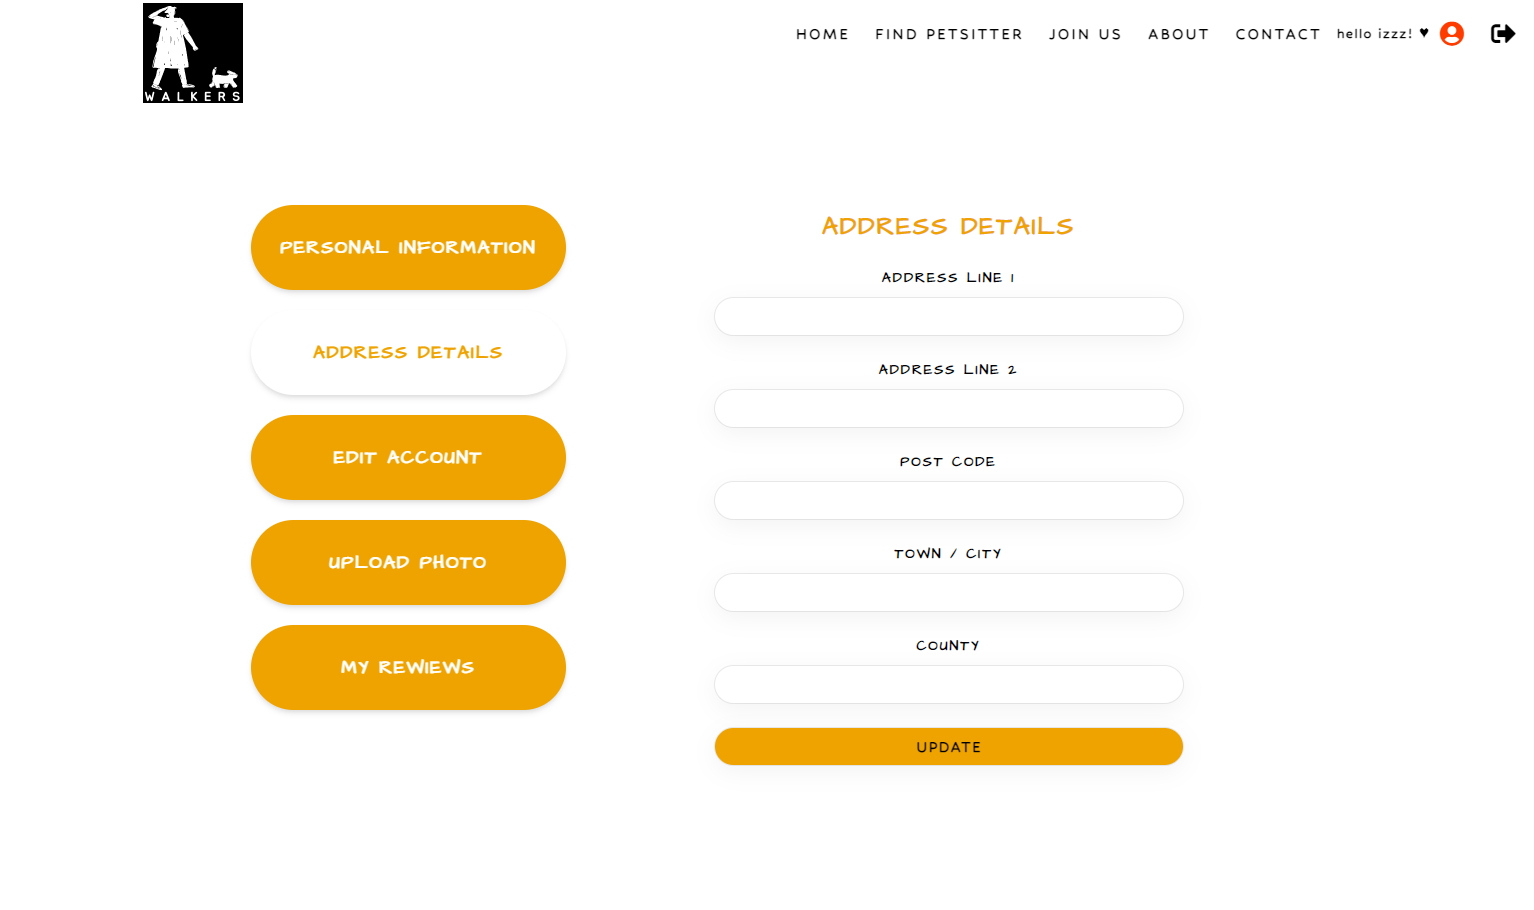 WALKERS
HOME FIND PETSITTER JOIN US ABOUT CONTACT hello izzz! ♥
PERSONAL INFORMATION
ADDRESS DETAILS
EDIT ACCOUNT
UPLOAD PHOTO
MY REWIEWS
ADDRESS DETAILS
ADDRESS LINE 1
ADDRESS LINE 2
POST CODE
TOWN / CITY
COUNTY
UPDATE